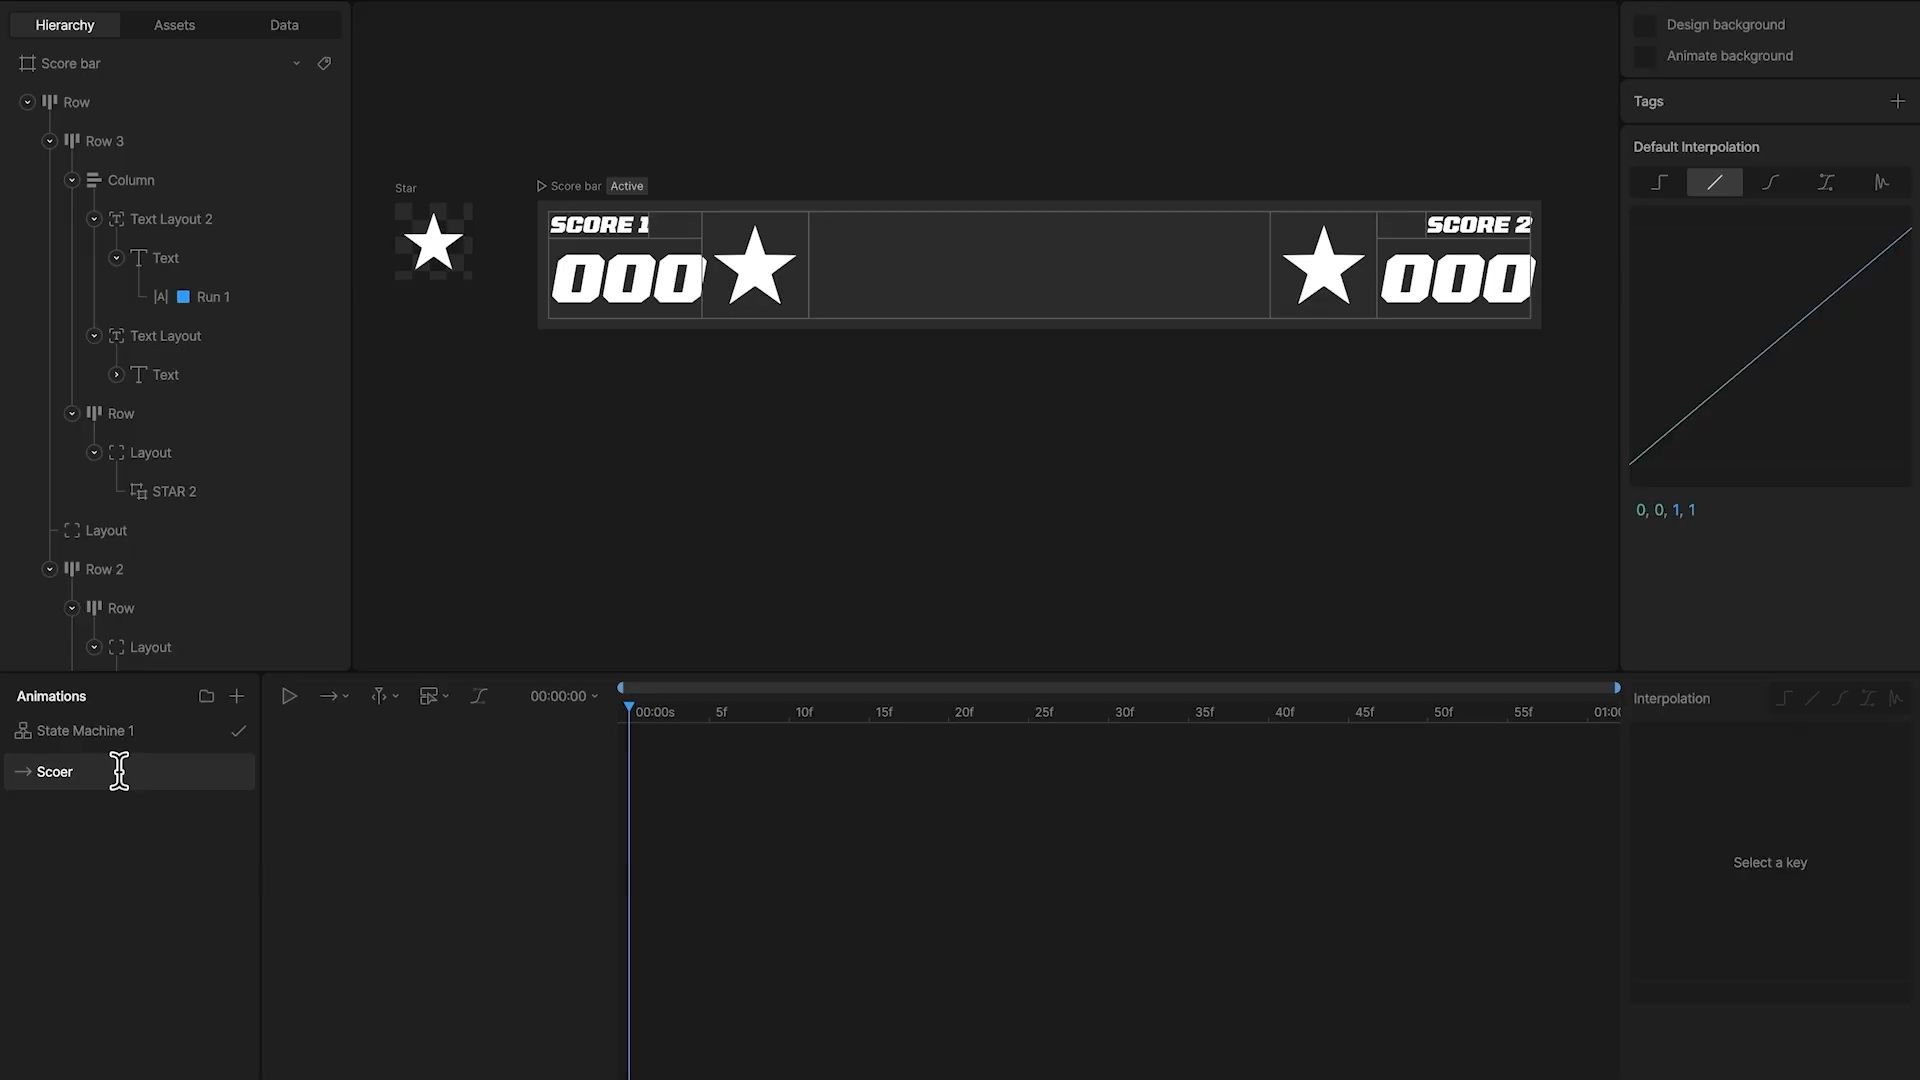 Hierarchy
Assets
Data
Score bar
Row
Row 3
Column
Text Layout 2
Text
Run 1
Text Layout
Text
Row
Layout
STAR 2
Layout
Row 2
Row
Layout
Star
Score bar Active
SCORE 1
000
SCORE 2
000
Design background
Animate background
Tags
Default Interpolation
0, 0, 1, 1
Animations
State Machine 1
Scoer
00:00:00
00:00s 5f 10f 15f 20f 25f 30f 35f 40f 45f 50f 55f 01:00
Interpolation
Select a key